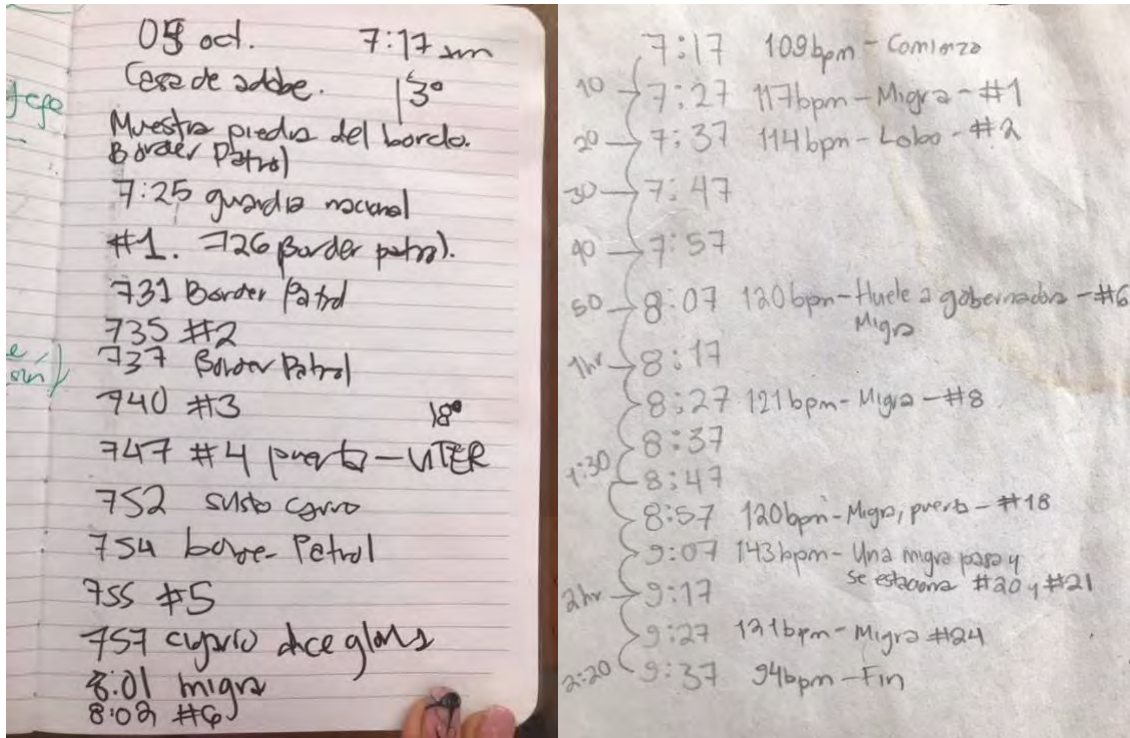 05 oct. 7:17 am
Casa de adobe. 13°
Muestra piedra del bordo.
Border Patrol
7:25 guardia nacional
#1. 726 Border patrol.
731 Border Patrol
735 #2
737 Border Patrol
740 #3 18°
747 #4 puerta - VITER
752 susto carro
754 Border Patrol
755 #5
757 dice
8:01 migra
8:02 #6
7:17 109bpm - Comienzo
10 7:27 117bpm - Migra - #1
20 7:37 114bpm - Lobo - #2
30 7:47
40 7:57
50 8:07 120bpm - Huele a gobernadora - #6
Migra
1hr 8:17
8:27 121bpm - Migra - #8
8:37
1:30 8:47
8:57 120bpm - Migra, puerta - #18
9:07 143bpm - Una migra pasa y
se estaciona #20 y #21
2hr 9:17
9:27 121bpm - Migra #24
2:20 9:37 94bpm - Fin